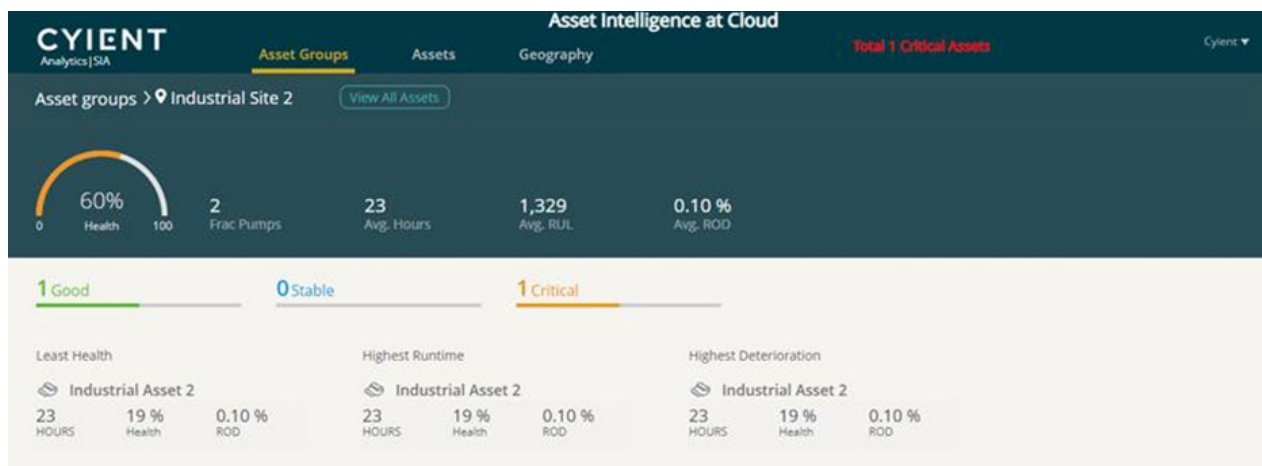 Asset Intelligence at Cloud
CYIENT
Analytics|SIA
Asset Groups Assets Geography
Total 1 Critical Assets
Cyient
Asset groups > Industrial Site 2 View All Assets
60%
0 Health 100
2
Frac Pumps
23
Avg. Hours
1,329
Avg. RUL
0.10 %
Avg. ROD
1 Good 0 Stable 1 Critical
Least Health
Industrial Asset 2
23 19 % 0.10 %
HOURS Health ROD
Highest Runtime
Industrial Asset 2
23 19 % 0.10 %
HOURS Health ROD
Highest Deterioration
Industrial Asset 2
23 19 % 0.10 %
HOURS Health ROD